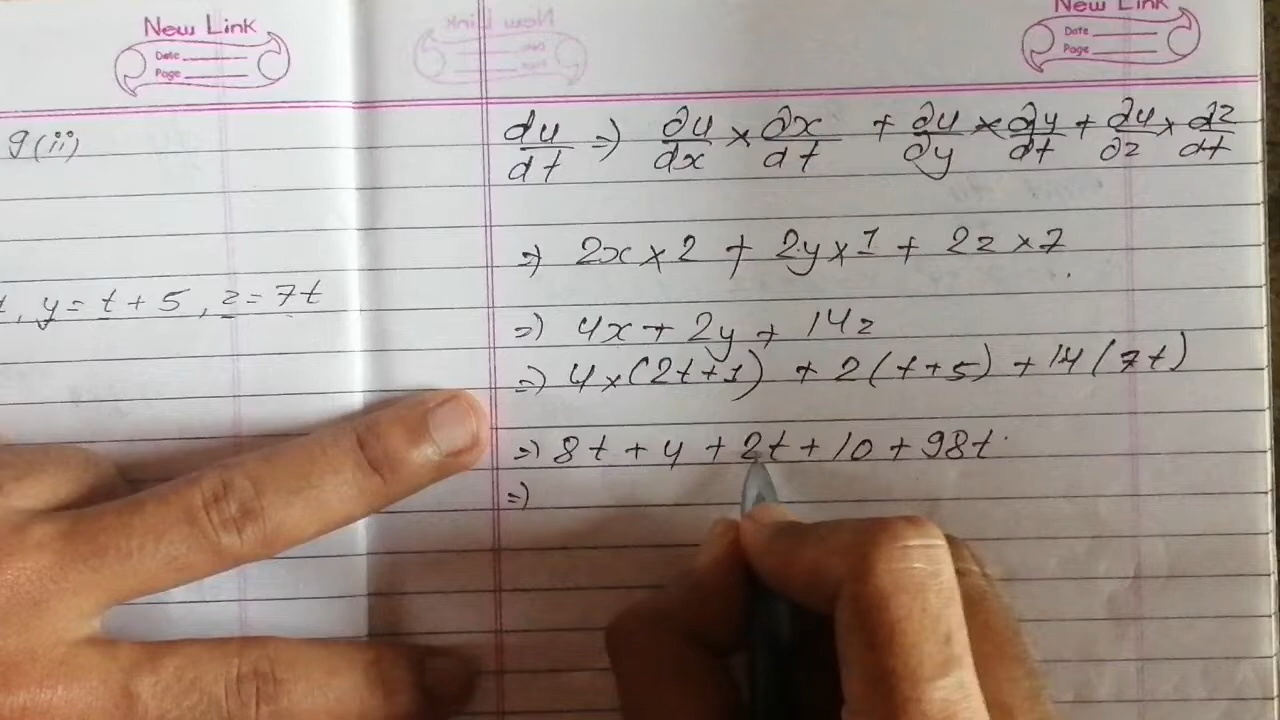 New Link
Date
Page
New Link
Date
Page
9(ii)
du/dt => ∂u/dx × ∂x/dt + ∂u/∂y × dy/dt + ∂u/∂z × dz/dt
=> 2x × 2 + 2y × 1 + 2z × 7
t, y = t + 5, z = 7t
=> 4x + 2y + 14z
=> 4 × (2t+1) + 2(t+5) + 14(7t)
=> 8t + 4 + 2t + 10 + 98t
=>